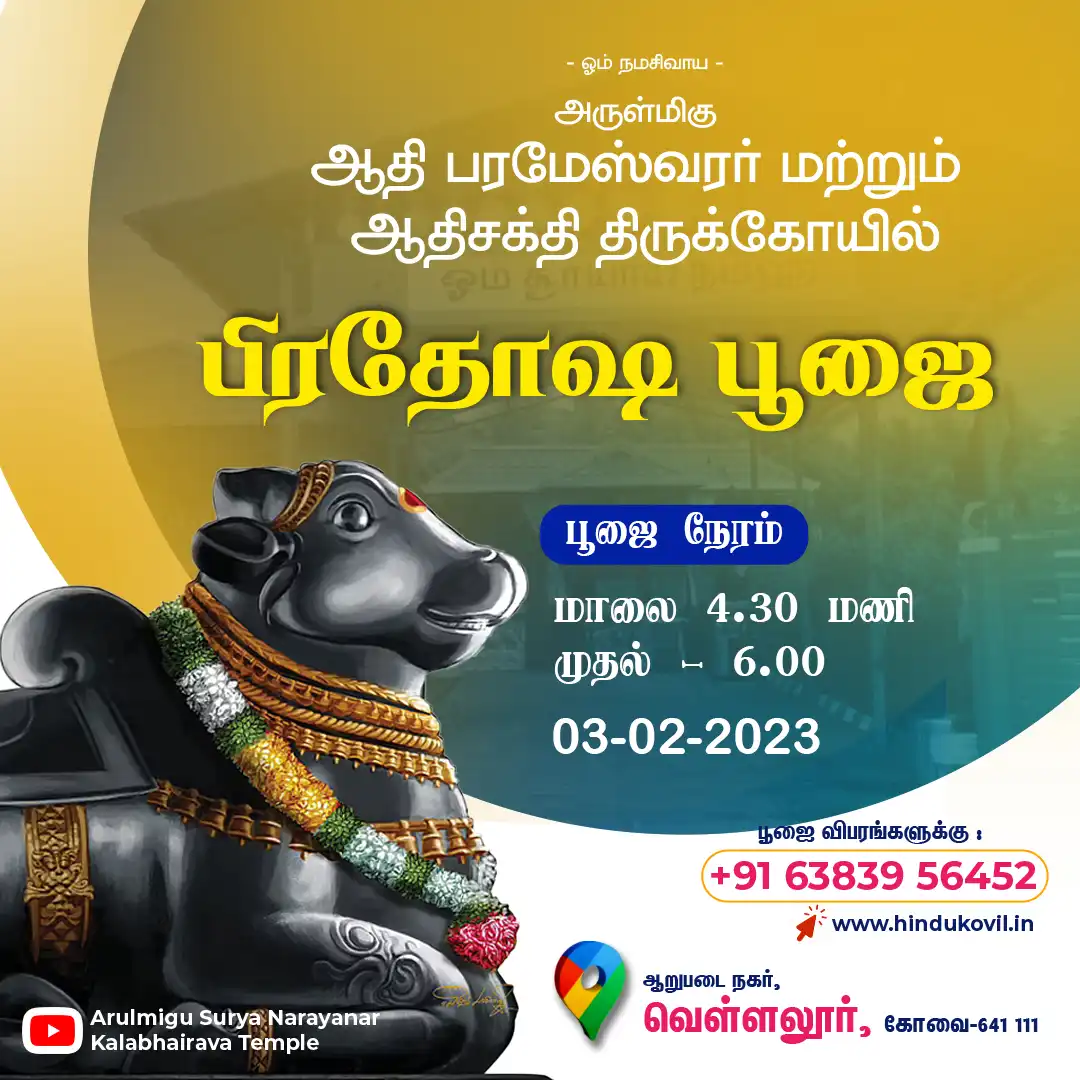 - ஓம் நமசிவாய -
அருள்மிகு
ஆதி பரமேஸ்வரர் மற்றும்
ஆதிசக்தி திருக்கோயில்
பிரதோஷ பூஜை
பூஜை நேரம்
மாலை 4.30 மணி
முதல் - 6.00
03-02-2023
பூஜை விபரங்களுக்கு :
+91 63839 56452
www.hindukovil.in
ஆறுபடை நகர்,
வெள்ளலூர், கோவை-641 111
Arulmigu Surya Narayanar
Kalabhairava Temple